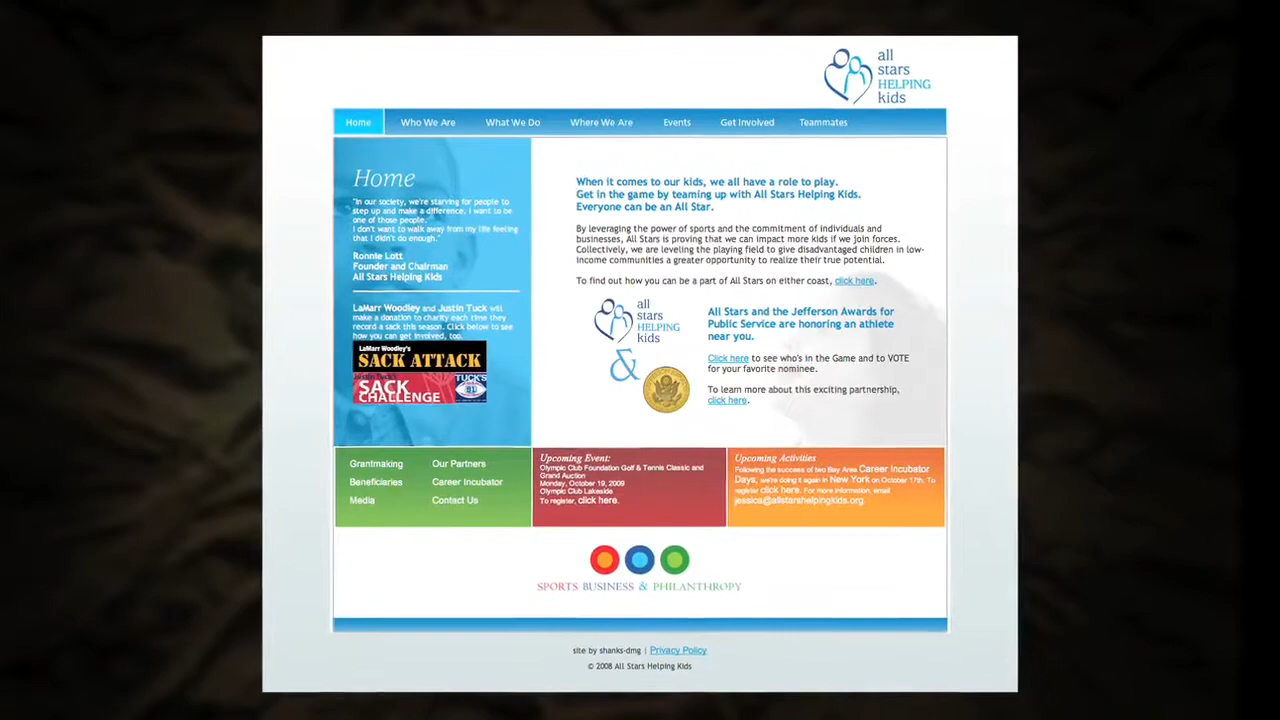 all
stars
HELPING
kids
Home
Who We Are
What We Do
Where We Are
Events
Get Involved
Teammates
Home
"In our society, we're starving for people to
step up and make a difference, I want to be
one of those people.
I don't want to walk away from my life feeling
that I didn't do enough."
Ronnie Lott
Founder and Chairman
All Stars Helping Kids
LaMarr Woodley and Justin Tuck will
make a donation to charity each time they
record a sack this season. Click below to see
how you can get involved, too.
LaMarr Woodley's
SACK ATTACK
Justin Tuck's
SACK
CHALLENGE
TUCK'S
91
When it comes to our kids, we all have a role to play.
Get in the game by teaming up with All Stars Helping Kids.
Everyone can be an All Star.
By leveraging the power of sports and the commitment of individuals and
businesses, All Stars is proving that we can impact more kids if we join forces.
Collectively, we are leveling the playing field to give disadvantaged children in low-
income communities a greater opportunity to realize their true potential.
To find out how you can be a part of All Stars on either coast, click here.
all
stars
HELPING
kids
&
All Stars and the Jefferson Awards for
Public Service are honoring an athlete
near you.
Click here to see who's in the Game and to VOTE
for your favorite nominee.
To learn more about this exciting partnership,
click here.
Grantmaking
Our Partners
Beneficiaries
Career Incubator
Media
Contact Us
Upcoming Event:
Olympic Club Foundation Golf & Tennis Classic and
Grand Auction
Monday, October 19, 2009
Olympic Club Lakeside
To register, click here.
Upcoming Activities
Following the success of two Bay Area Career Incubator
Days, we're doing it again in New York on October 17th. To
register click here. For more information, email
jessica@allstarshelpingkids.org.
SPORTS BUSINESS & PHILANTHROPY
site by shanks-dmg | Privacy Policy
© 2008 All Stars Helping Kids